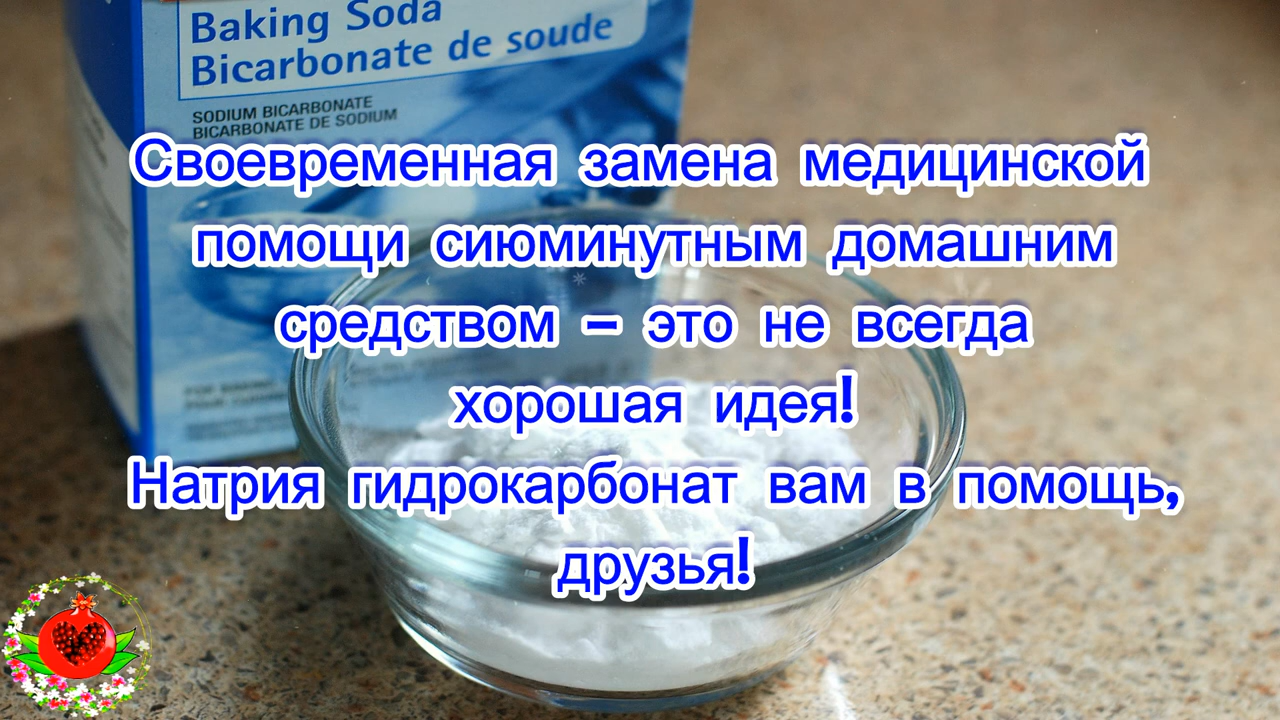 Baking Soda
Bicarbonate de soude
SODIUM BICARBONATE
BICARBONATE DE SODIUM
Своевременная замена медицинской
помощи сиюминутным домашним
средством – это не всегда
хорошая идея!
Натрия гидрокарбонат вам в помощь,
друзья!